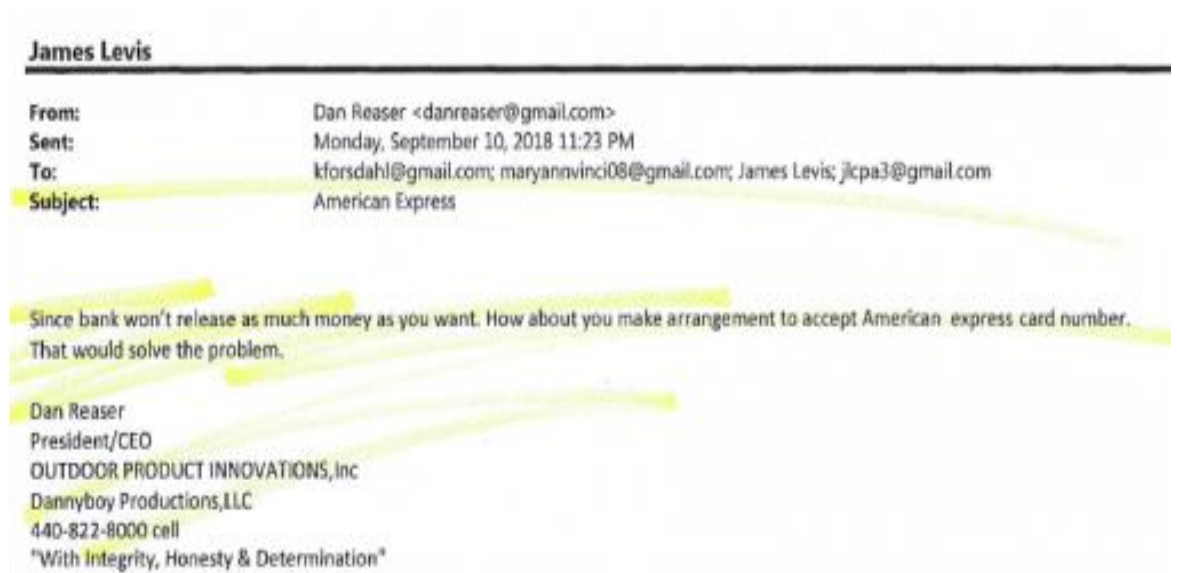 James Levis
From: Dan Reaser <danreaser@gmail.com>
Sent: Monday, September 10, 2018 11:23 PM
To: kforsdahl@gmail.com; maryannvinci08@gmail.com; James Levis; jlcpa3@gmail.com
Subject: American Express
Since bank won't release as much money as you want. How about you make arrangement to accept American express card number.
That would solve the problem.
Dan Reaser
President/CEO
OUTDOOR PRODUCT INNOVATIONS,Inc
Dannyboy Productions,LLC
440-822-8000 cell
"With Integrity, Honesty & Determination"